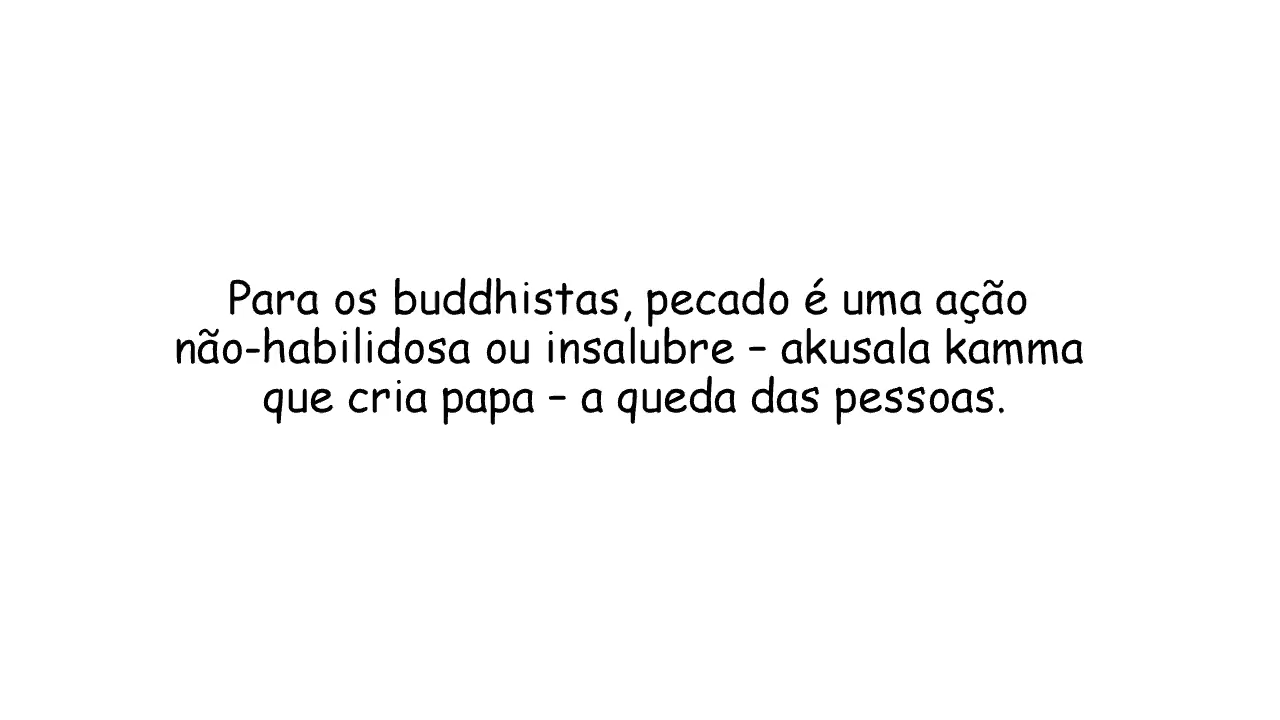 Para os buddhistas, pecado é uma ação
não-habilidosa ou insalubre – akusala kamma
que cria papa – a queda das pessoas.